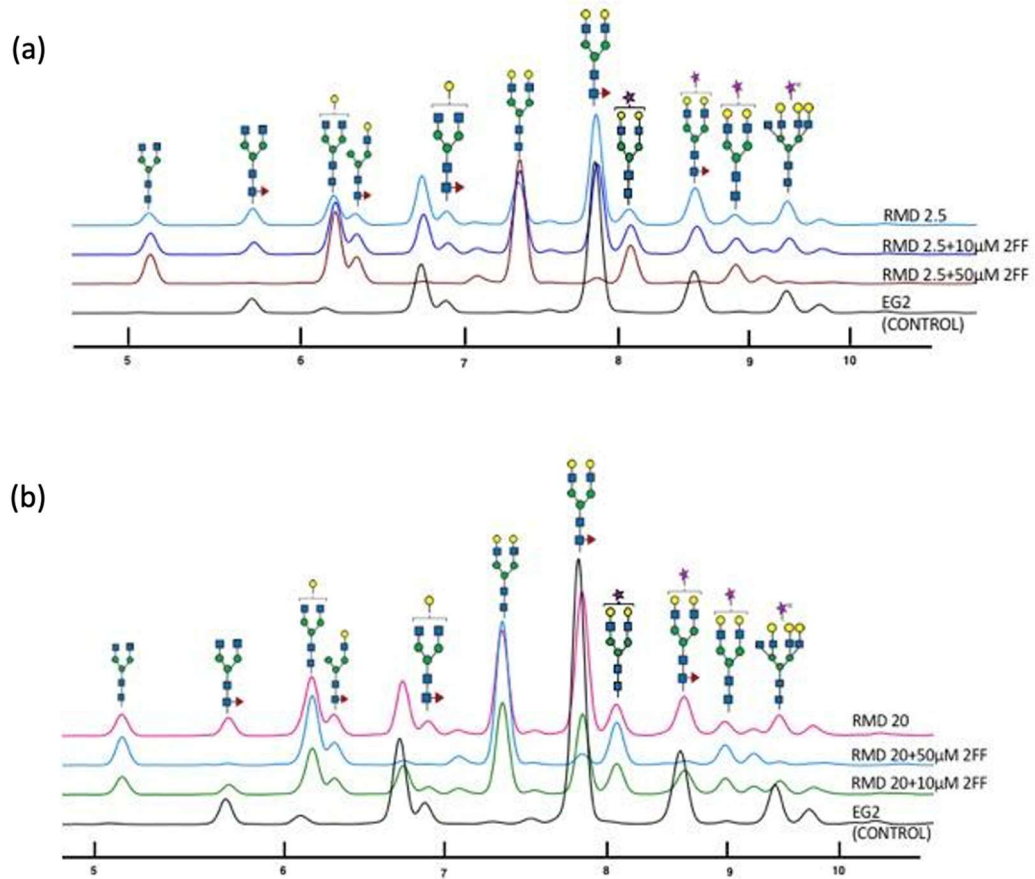 (a)
RMD 2.5
RMD 2.5+10µM 2FF
RMD 2.5+50µM 2FF
EG2
(CONTROL)
5 6 7 8 9 10
(b)
RMD 20
RMD 20+50µM 2FF
RMD 20+10µM 2FF
EG2
(CONTROL)
5 6 7 8 9 10